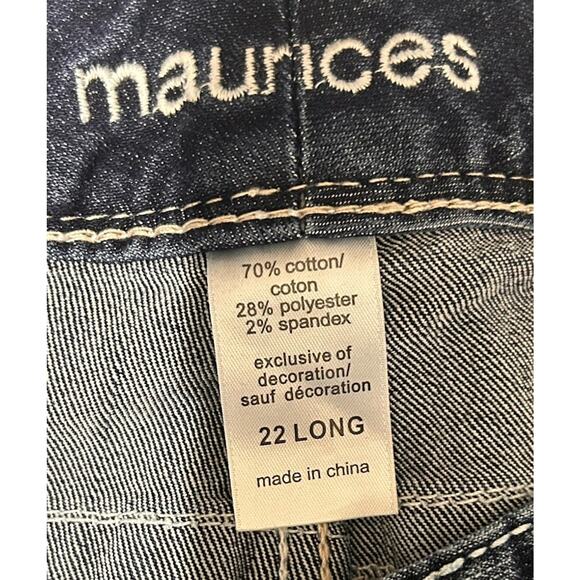 maurices
70% cotton/
coton
28% polyester
2% spandex
exclusive of
decoration/
sauf décoration
22 LONG
made in china